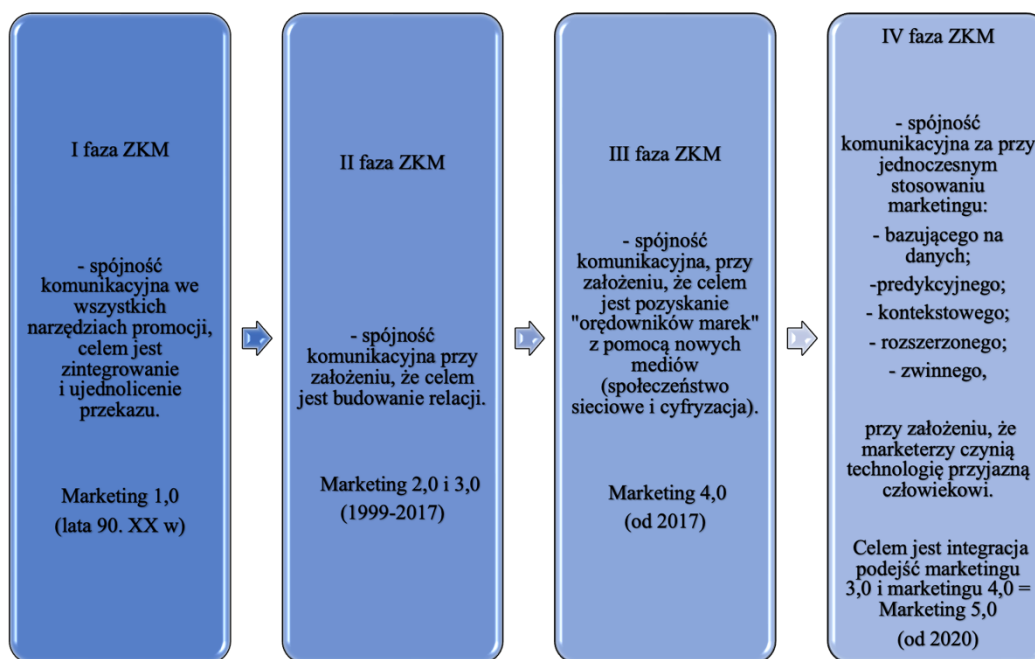 I faza ZKM
- spójność
komunikacyjna we
wszystkich
narzędziach promocji,
celem jest
zintegrowanie
i ujednolicenie
przekazu.
Marketing 1,0
(lata 90. XX w)
II faza ZKM
- spójność
komunikacyjna przy
założeniu, że celem
jest budowanie relacji.
Marketing 2,0 i 3,0
(1999-2017)
III faza ZKM
- spójność
komunikacyjna, przy
założeniu, że celem
jest pozyskanie
"orędowników marek"
z pomocą nowych
mediów
(społeczeństwo
sieciowe i cyfryzacja).
Marketing 4,0
(od 2017)
IV faza ZKM
- spójność
komunikacyjna za przy
jednoczesnym
stosowaniu
marketingu:
- bazującego na
danych;
-predykcyjnego;
- kontekstowego;
- rozszerzonego;
- zwinnego,
przy założeniu, że
marketerzy czynią
technologię przyjazną
człowiekowi.
Celem jest integracja
podejść marketingu
3,0 i marketingu 4,0 =
Marketing 5,0
(od 2020)